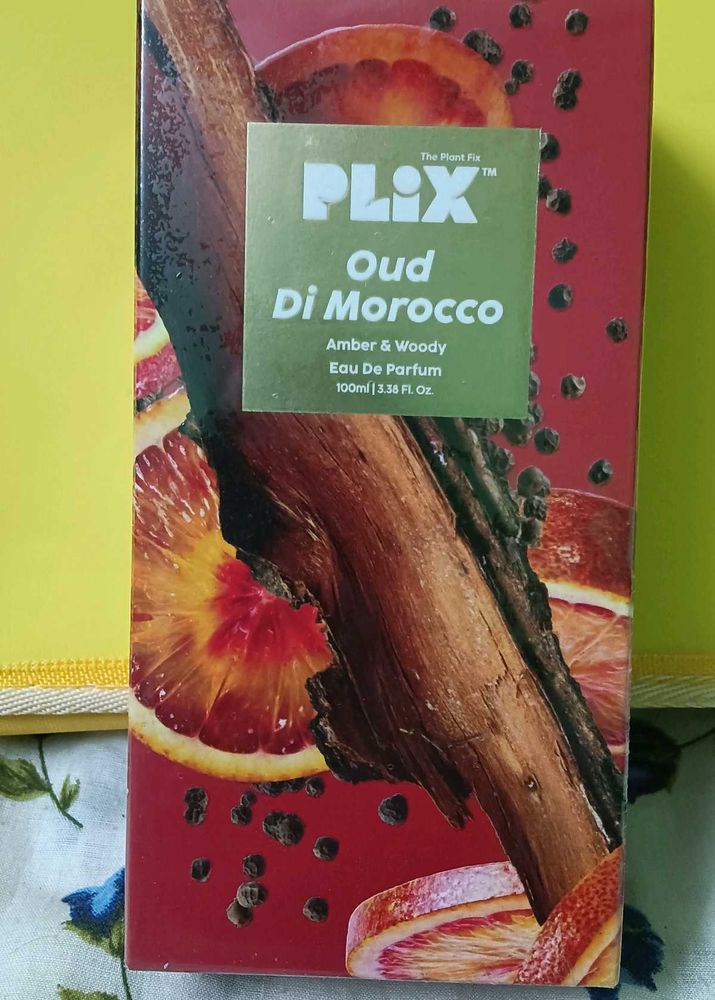 The Plant Fix
PLiX™
Oud
Di Morocco
Amber & Woody
Eau De Parfum
100ml | 3.38 Fl. Oz.